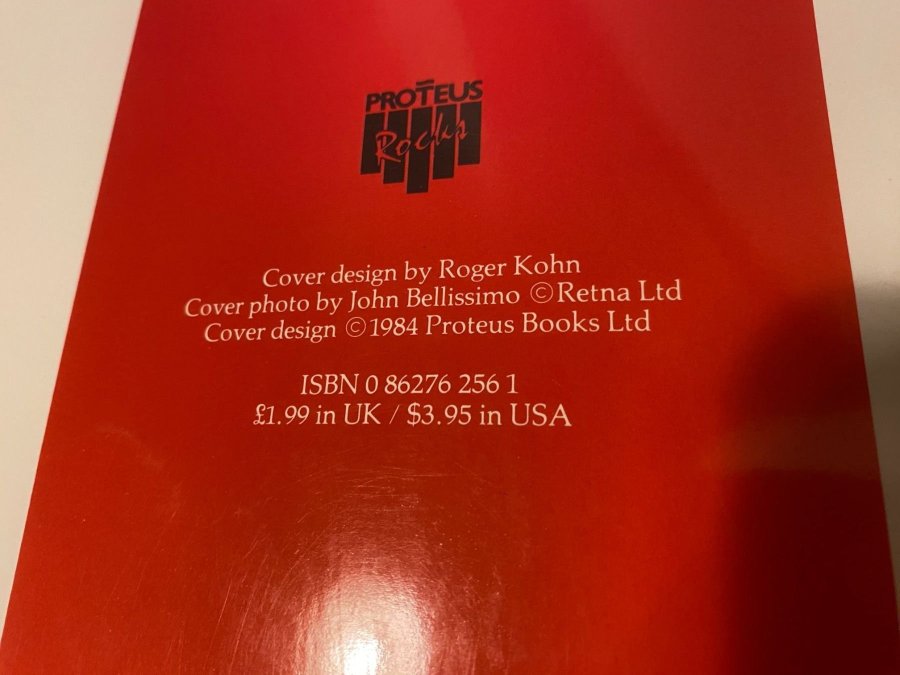 PROTEUS
Rocks
Cover design by Roger Kohn
Cover photo by John Bellissimo ©Retna Ltd
Cover design ©1984 Proteus Books Ltd
ISBN 0 86276 256 1
£1.99 in UK / $3.95 in USA